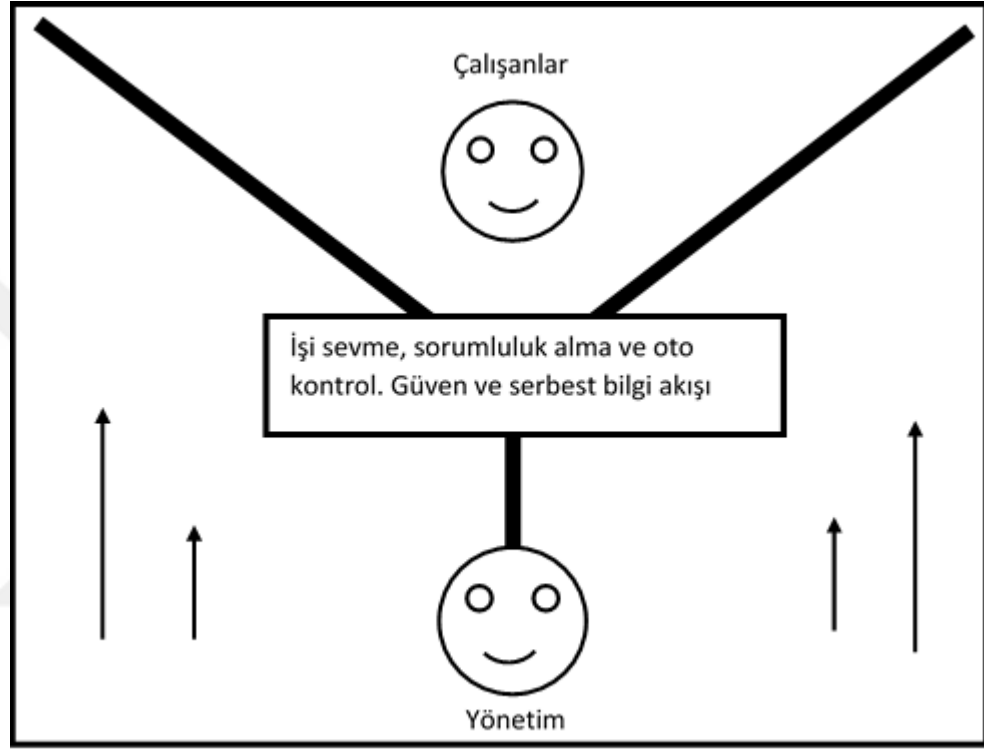 Çalışanlar
İşi sevme, sorumluluk alma ve oto
kontrol. Güven ve serbest bilgi akışı
Yönetim